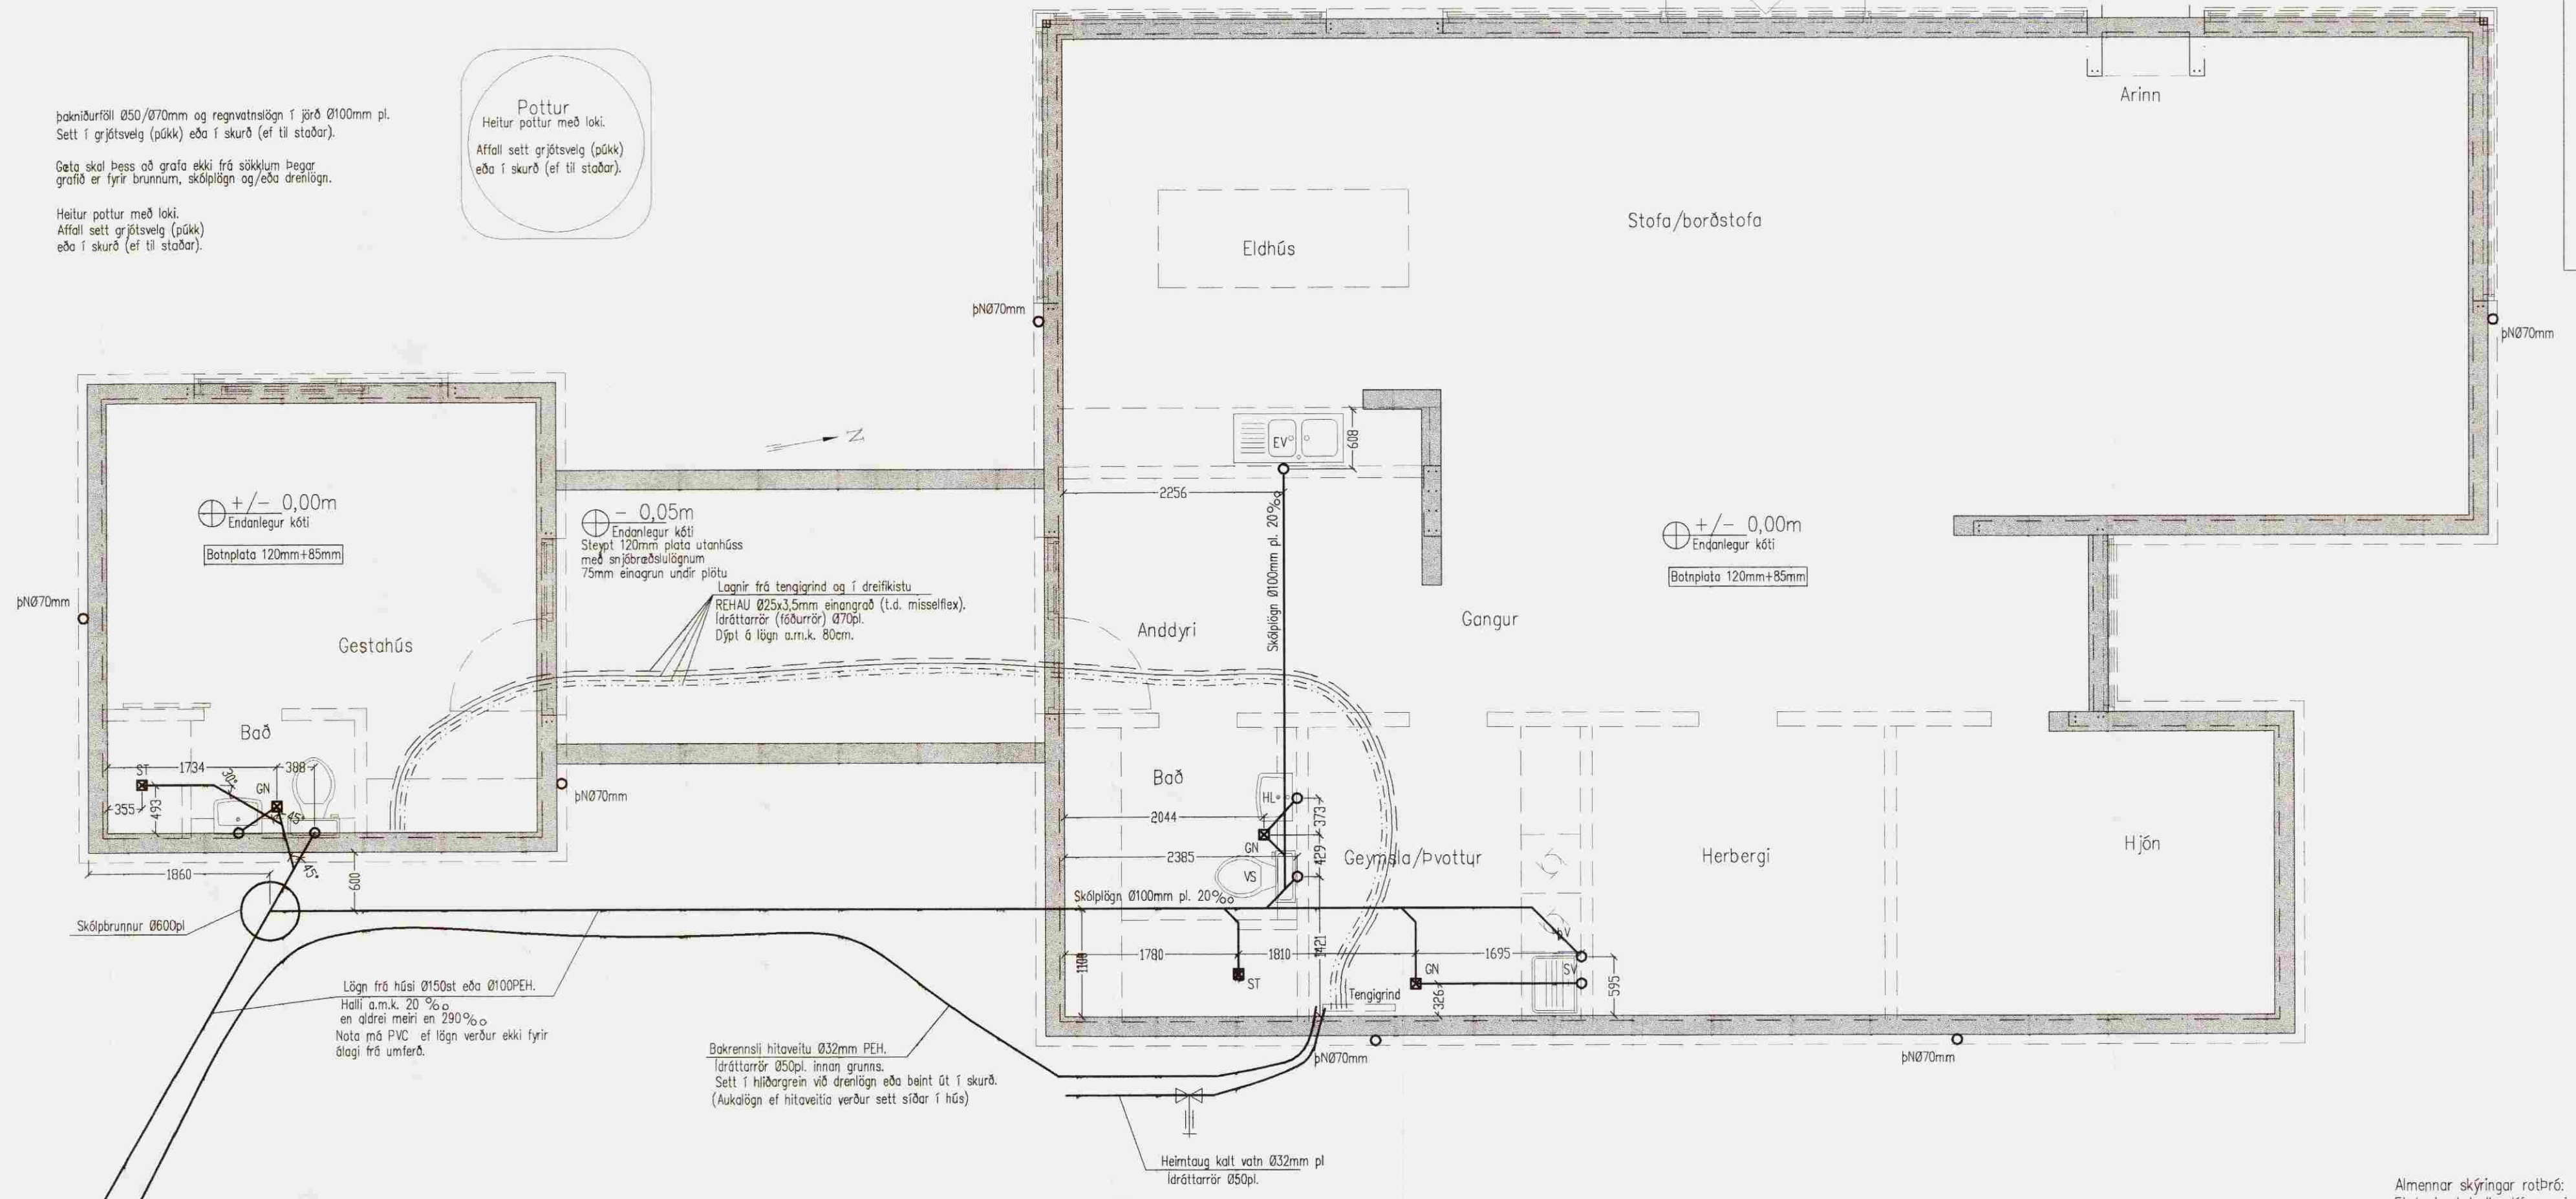 þakniðurföll Ø50/Ø70mm og regnvatnslögn í jörð Ø100mm pl.
Sett í grjótsvelg (púkk) eða í skurð (ef til staðar).
Gæta skal þess að grafa ekki frá sökklum þegar
grafið er fyrir brunnum, skólplögn og/eða drenlögn.
Heitur pottur með loki.
Affall sett grjótsvelg (púkk)
eða í skurð (ef til staðar).
Pottur
Heitur pottur með loki.
Affall sett grjótsvelg (púkk)
eða í skurð (ef til staðar).
Arinn
Stofa/borðstofa
Eldhús
þNØ70mm
þNØ70mm
EV
608
2256
Skólplögn Ø100mm pl. 20‰
N
+/- 0,00m
Endanlegur kóti
Botnplata 120mm+85mm
- 0,05m
Endanlegur kóti
Steypt 120mm plata utanhúss
með snjóbræðslulögnum
75mm einagrun undir plötu
Lagnir frá tengigrind og í dreifikistu
REHAU Ø25x3,5mm einangrað (t.d. misselflex).
Ídráttarrör (fóðurrör) Ø70pl.
Dýpt á lögn a.m.k. 80cm.
+/- 0,00m
Endanlegur kóti
Botnplata 120mm+85mm
þNØ70mm
Gestahús
Anddyri
Gangur
Bað
ST
1734
388
30°
GN
355
493
45°
45°
þNØ70mm
Bað
HL
373
2044
GN
429
2385
VS
Geymsla/Þvottur
Herbergi
Hjón
1860
600
Skólpbrunnur Ø600pl
Skólplögn Ø100mm pl. 20‰
1108
1780
1810
1421
1695
þV
SV
GN
ST
595
326
Tengigrind
Lögn frá húsi Ø150st eða Ø100PEH.
Halli a.m.k. 20 ‰
en aldrei meiri en 290‰
Nota má PVC ef lögn verður ekki fyrir
álagi frá umferð.
Bakrennsli hitaveitu Ø32mm PEH.
Ídráttarrör Ø50pl. innan grunns.
Sett í hliðargrein við drenlögn eða beint út í skurð.
(Aukalögn ef hitaveitia verður sett síðar í hús)
þNØ70mm
þNØ70mm
Heimtaug kalt vatn Ø32mm pl
Ídráttarrör Ø50pl.
Almennar skýringar rotþró: